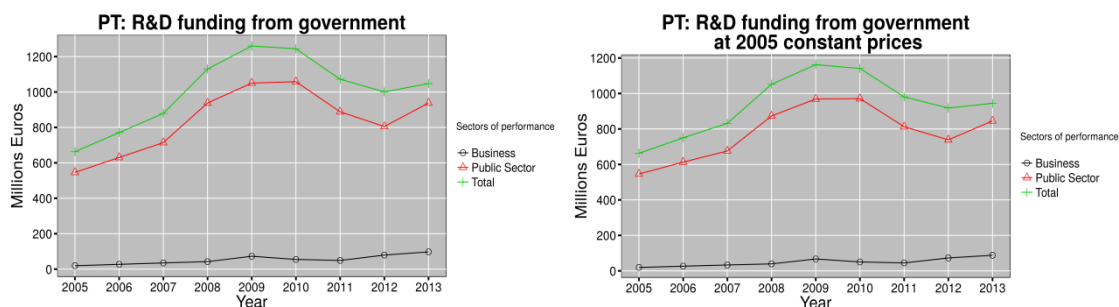 PT: R&D funding from government
1200
1000
800
600
400
200
0
Millions Euros
2005 2006 2007 2008 2009 2010 2011 2012 2013
Year
Sectors of performance
Business
Public Sector
Total
PT: R&D funding from government
at 2005 constant prices
1200
1000
800
600
400
200
0
Millions Euros
2005 2006 2007 2008 2009 2010 2011 2012 2013
Year
Sectors of performance
Business
Public Sector
Total